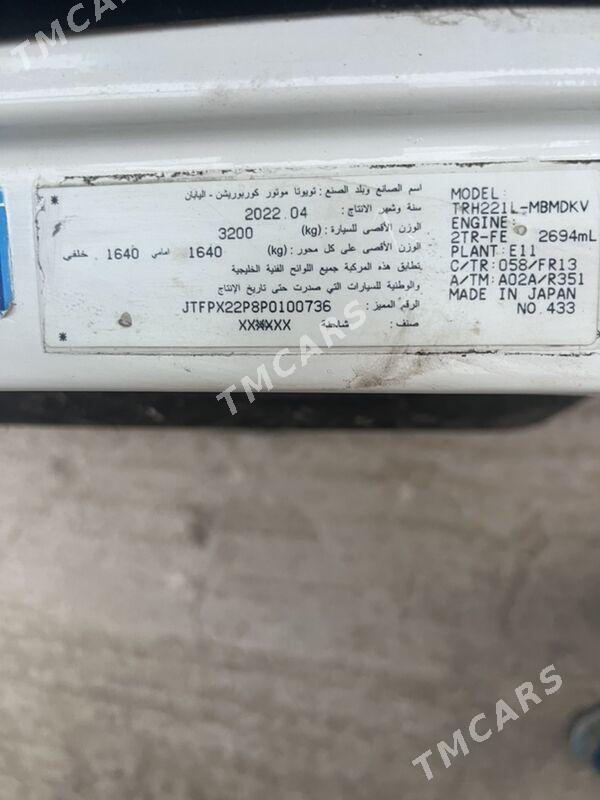 TMCARS
اسم الصانع وبلد الصنع : تويوتا موتور كوربوريشن - اليابان
سنة وشهر الانتاج : 2022.04
الوزن الأقصى للسيارة : (kg) 3200
الوزن الأقصى على كل محور : (kg) 1640 أمامي 1640. خلفي
تطابق هذه المركبة جميع اللوائح الفنية الخليجية
والوطنية للسيارات التي صدرت حتى تاريخ الإنتاج
الرقم المميز : JTFPX22P8P0100736
صنف : شاحنة
MODEL:
TRH221L-MBMDKV
ENGINE:
2TR-FE 2694mL
PLANT: E11
C/TR: 058/FR13
A/TM: A02A/R351
MADE IN JAPAN
NO. 433
TMCARS
TMCARS